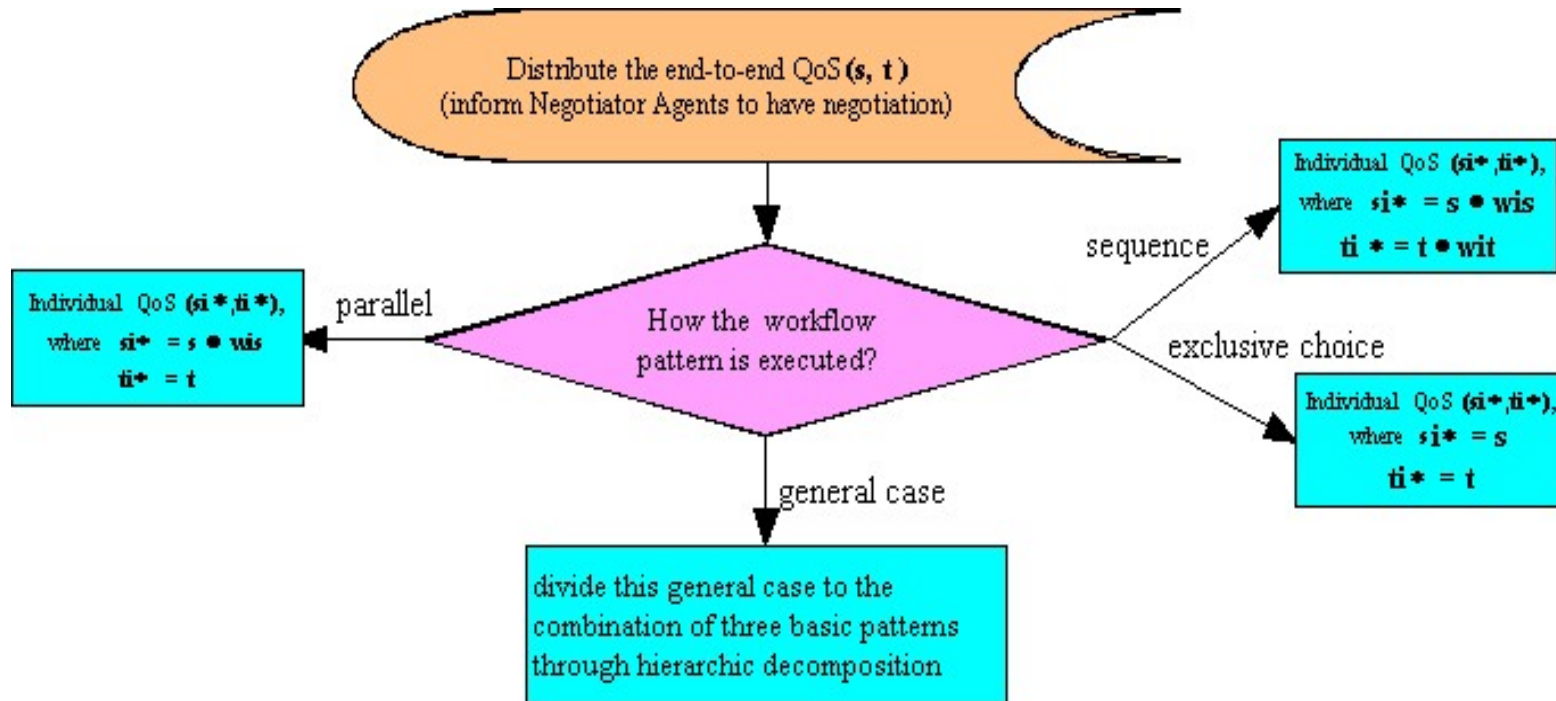 Distribute the end-to-end QoS (s, t)
(inform Negotiator Agents to have negotiation)
Individual QoS (si*,ti*),
where si* = s • wis
ti * = t • wit
sequence
parallel
Individual QoS (si*,ti*),
where si* = s • wis
ti* = t
How the workflow
pattern is executed?
exclusive choice
Individual QoS (si*,ti*),
where si* = s
ti* = t
general case
divide this general case to the
combination of three basic patterns
through hierarchic decomposition